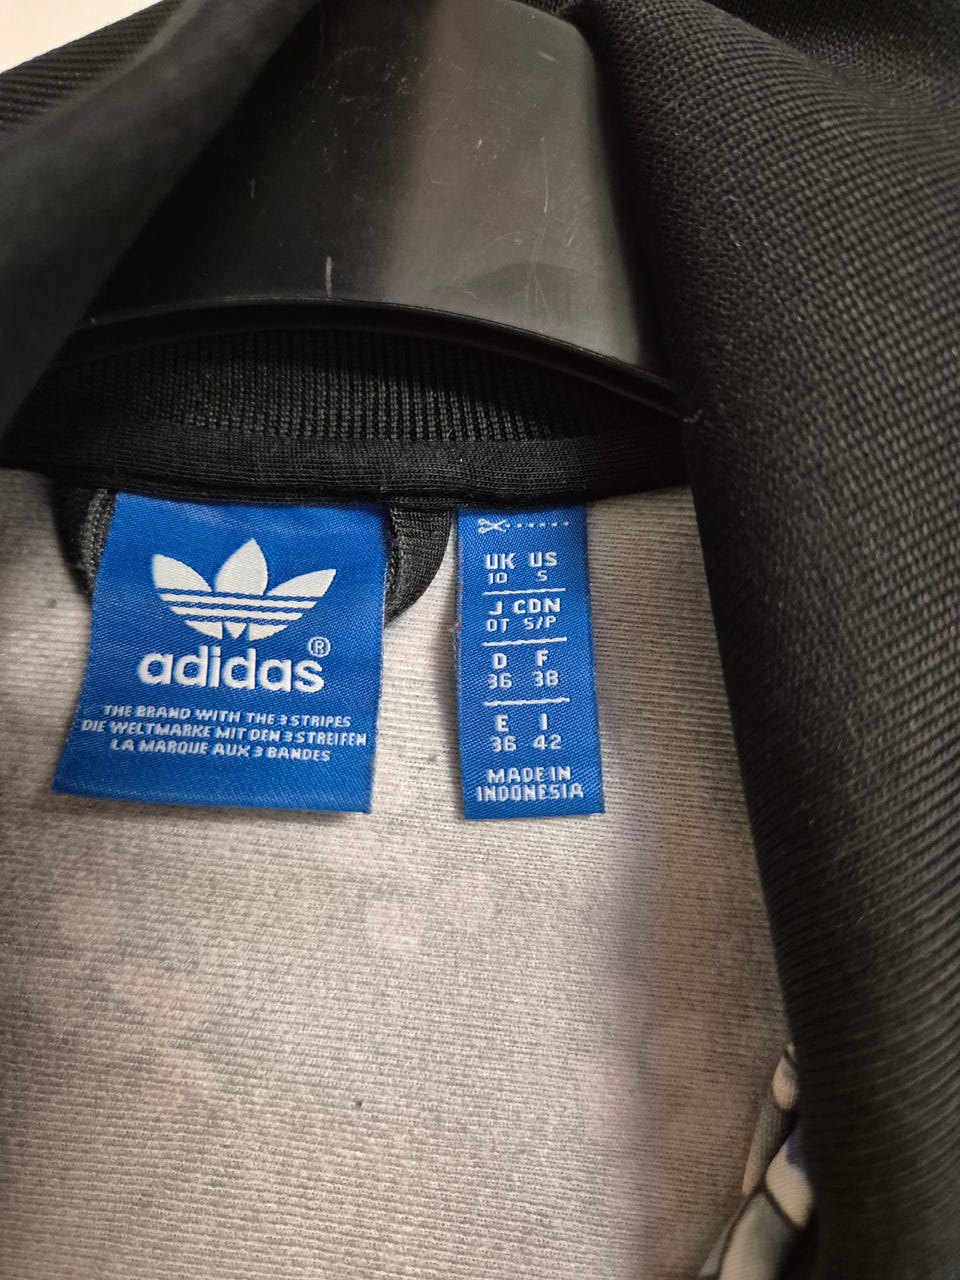 adidas®
THE BRAND WITH THE 3 STRIPES
DIE WELTMARKE MIT DEN 3 STREIFEN
LA MARQUE AUX 3 BANDES
UK US
10 S
J CDN
OT S/P
D F
36 38
E I
36 42
MADE IN
INDONESIA